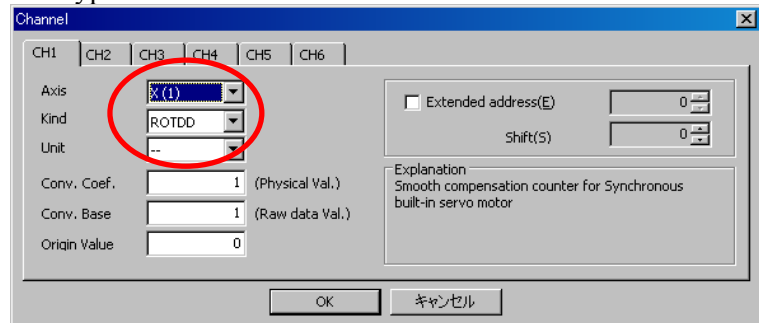 Channel
CH1 CH2 CH3 CH4 CH5 CH6
Axis X (1)
Kind ROTDD
Unit --
Conv. Coef. 1 (Physical Val.)
Conv. Base 1 (Raw data Val.)
Origin Value 0
Extended address(E) 0
Shift(S) 0
Explanation
Smooth compensation counter for Synchronous
built-in servo motor
OK キャンセル